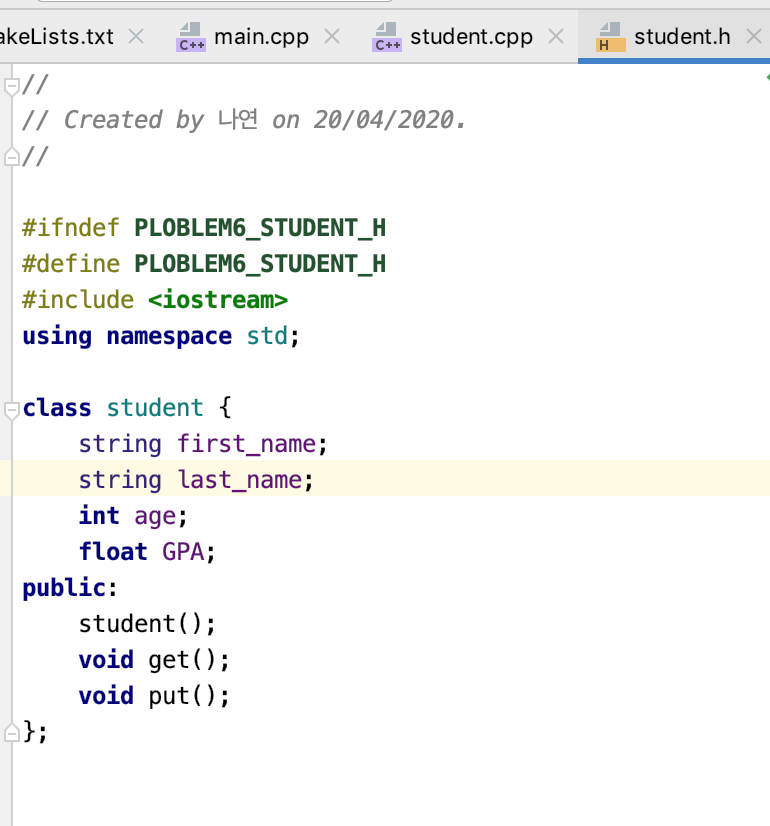 akeLists.txt main.cpp student.cpp student.h
C++ C++ H
//
// Created by 나연 on 20/04/2020.
//
#ifndef PLOBLEM6_STUDENT_H
#define PLOBLEM6_STUDENT_H
#include <iostream>
using namespace std;
class student {
string first_name;
string last_name;
int age;
float GPA;
public:
student();
void get();
void put();
};